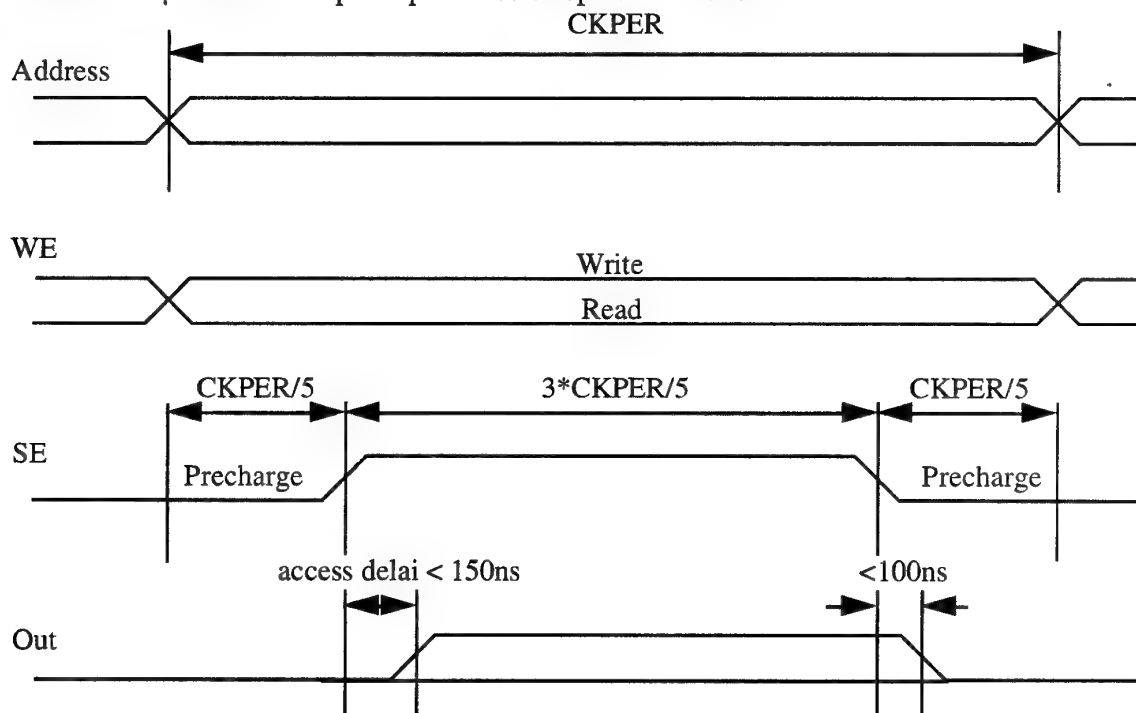 CKPER
Address
WE
Write
Read
CKPER/5 3*CKPER/5 CKPER/5
SE
Precharge Precharge
access delai < 150ns <100ns
Out